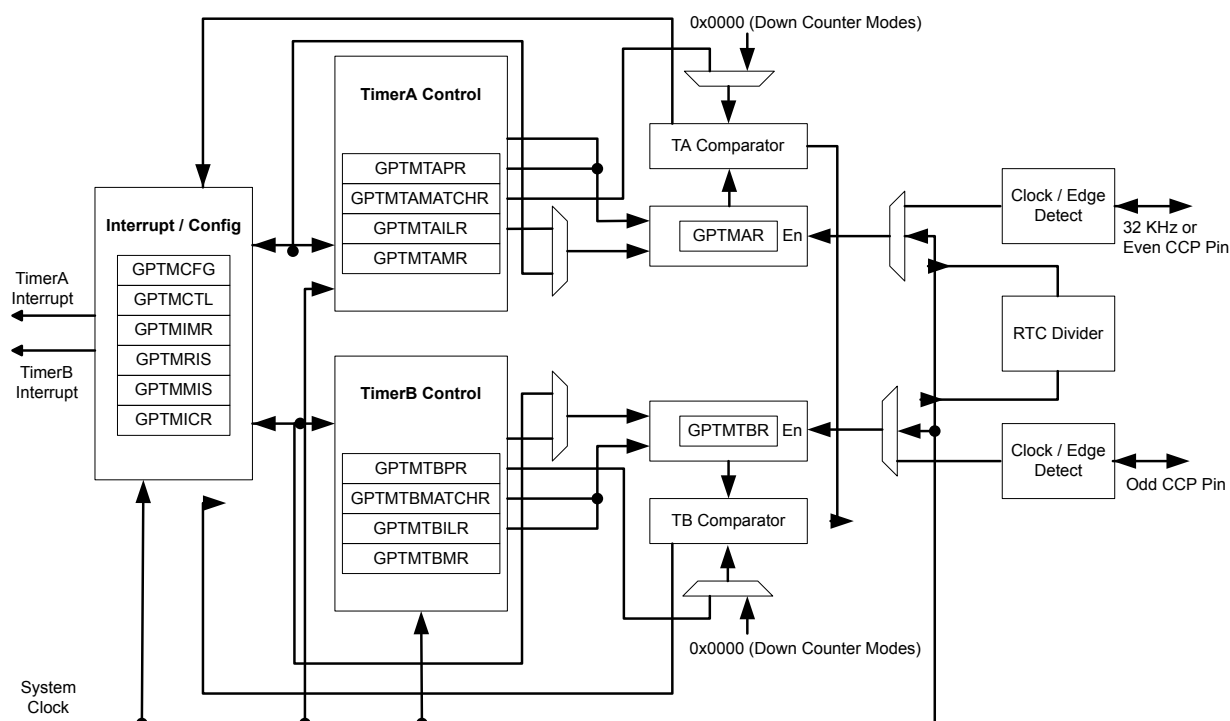 0x0000 (Down Counter Modes)
TimerA Control
GPTMTAPR
GPTMTAMATCHR
GPTMTAILR
GPTMTAMR
TA Comparator
GPTMAR
En
Clock / Edge
Detect
32 KHz or
Even CCP Pin
Interrupt / Config
GPTMCFG
GPTMCTL
GPTMIMR
GPTMRIS
GPTMMIS
GPTMICR
TimerA
Interrupt
TimerB
Interrupt
RTC Divider
TimerB Control
GPTMTBPR
GPTMTBMATCHR
GPTMTBILR
GPTMTBMR
GPTMTBR
En
TB Comparator
Clock / Edge
Detect
Odd CCP Pin
0x0000 (Down Counter Modes)
System
Clock